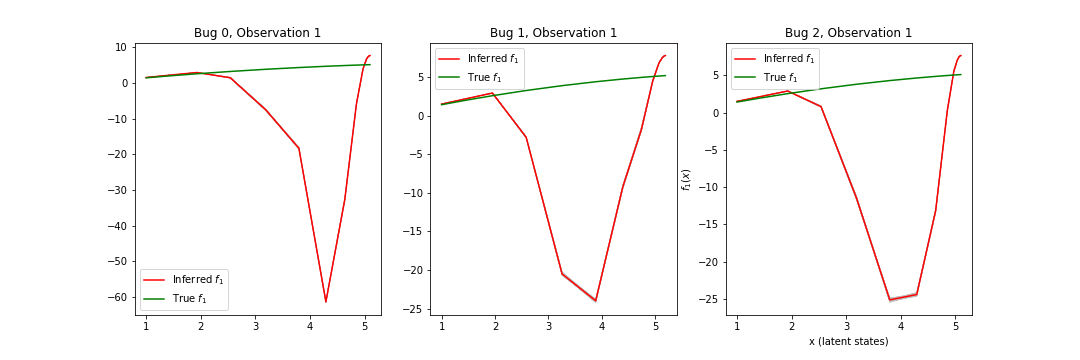 Bug 0, Observation 1
10
0
−10
−20
−30
−40
−50
−60
Inferred f₁
True f₁
1 2 3 4 5
Bug 1, Observation 1
Inferred f₁
True f₁
5
0
−5
−10
−15
−20
−25
1 2 3 4 5
Bug 2, Observation 1
Inferred f₁
True f₁
f₁(x)
5
0
−5
−10
−15
−20
−25
1 2 3 4 5
x (latent states)